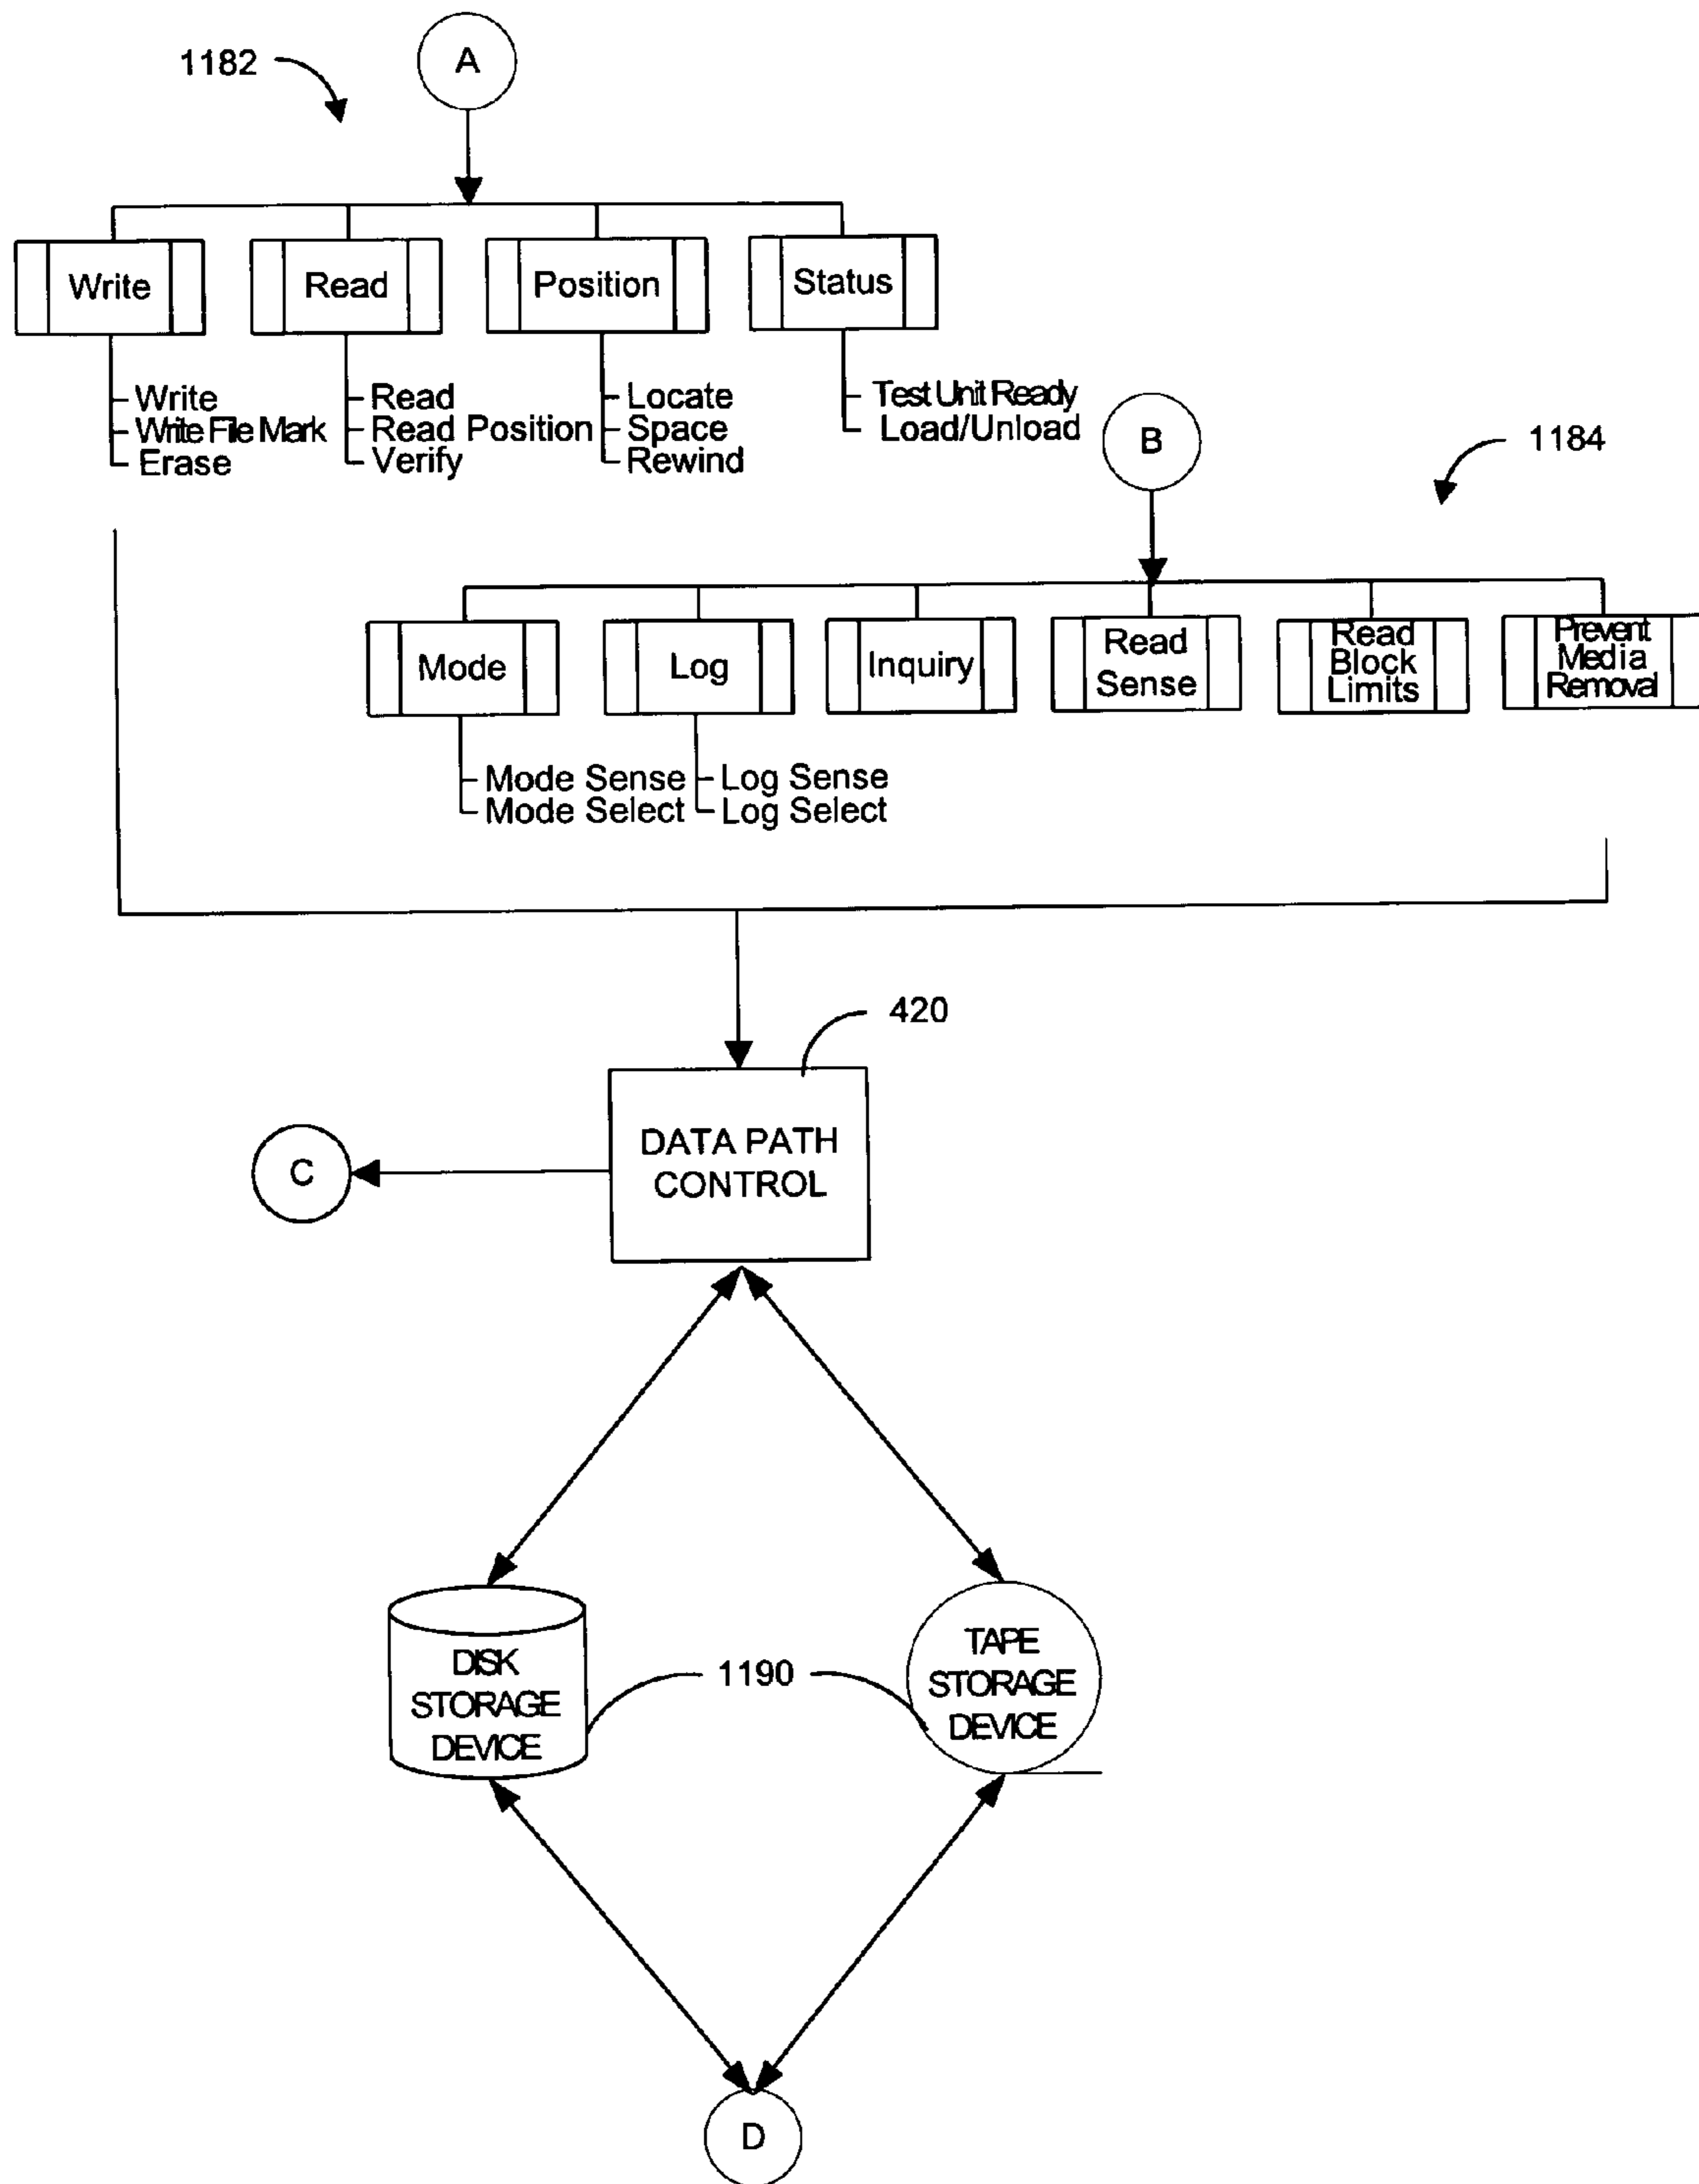 1182
A
Write
Read
Position
Status
Write
Write File Mark
Erase
Read
Read Position
Verify
Locate
Space
Rewind
Test Unit Ready
Load/Unload
B
1184
Mode
Log
Inquiry
Read
Sense
Read
Block
Limits
Prevent
Media
Removal
Mode Sense
Mode Select
Log Sense
Log Select
420
DATA PATH
CONTROL
C
DISK
STORAGE
DEVICE
1190
TAPE
STORAGE
DEVICE
D